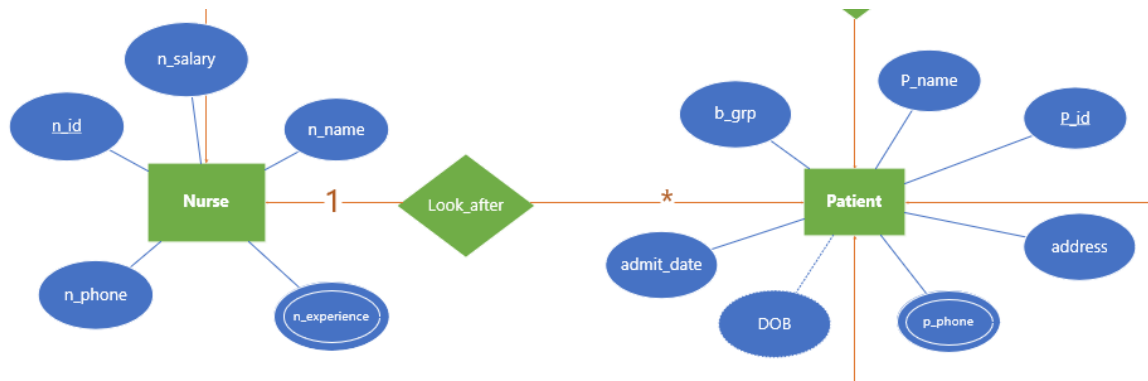 n_salary
P_name
b_grp
P_id
n_id
n_name
Nurse
1
Look_after
*
Patient
address
admit_date
n_phone
n_experience
DOB
p_phone